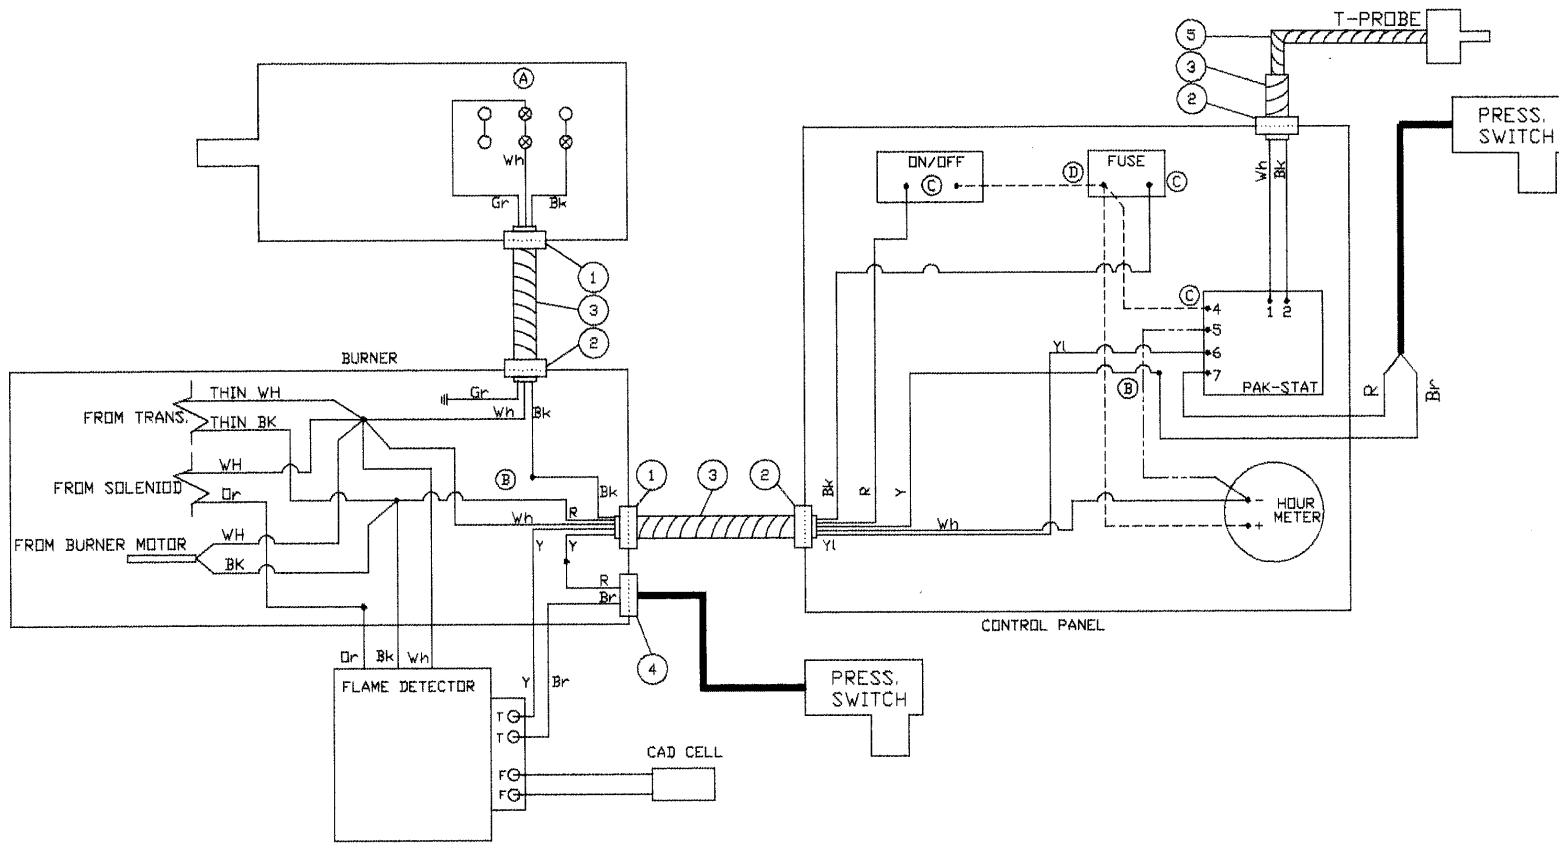 T-PROBE
5
3
2
PRESS.
SWITCH
A
Wh
Gr
Bk
1
3
2
ON/OFF
C
D
FUSE
C
Wh
Bk
C
4
1
2
5
6
7
PAK-STAT
Yl
B
R
Br
BURNER
Gr
Wh
Bk
THIN WH
FROM TRANS.
THIN BK
WH
FROM SOLENIOD
Or
WH
FROM BURNER MOTOR
BK
B
Bk
R
Wh
Y
Y
R
Br
1
3
2
4
Bk
R
Y
Wh
Yl
HOUR
METER
-
+
CONTROL PANEL
Or
Bk
Wh
FLAME DETECTOR
Y
Br
T
T
F
F
CAD CELL
PRESS.
SWITCH